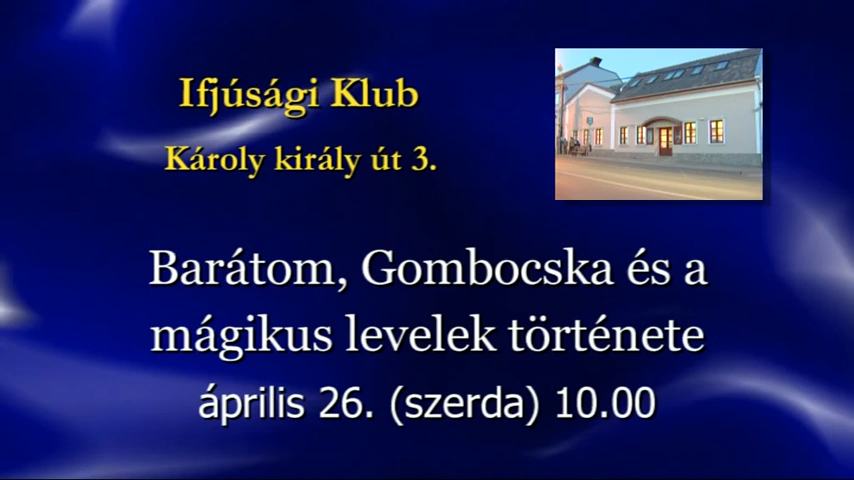 Ifjúsági Klub
Károly király út 3.
Barátom, Gombocska és a
mágikus levelek története
április 26. (szerda) 10.00